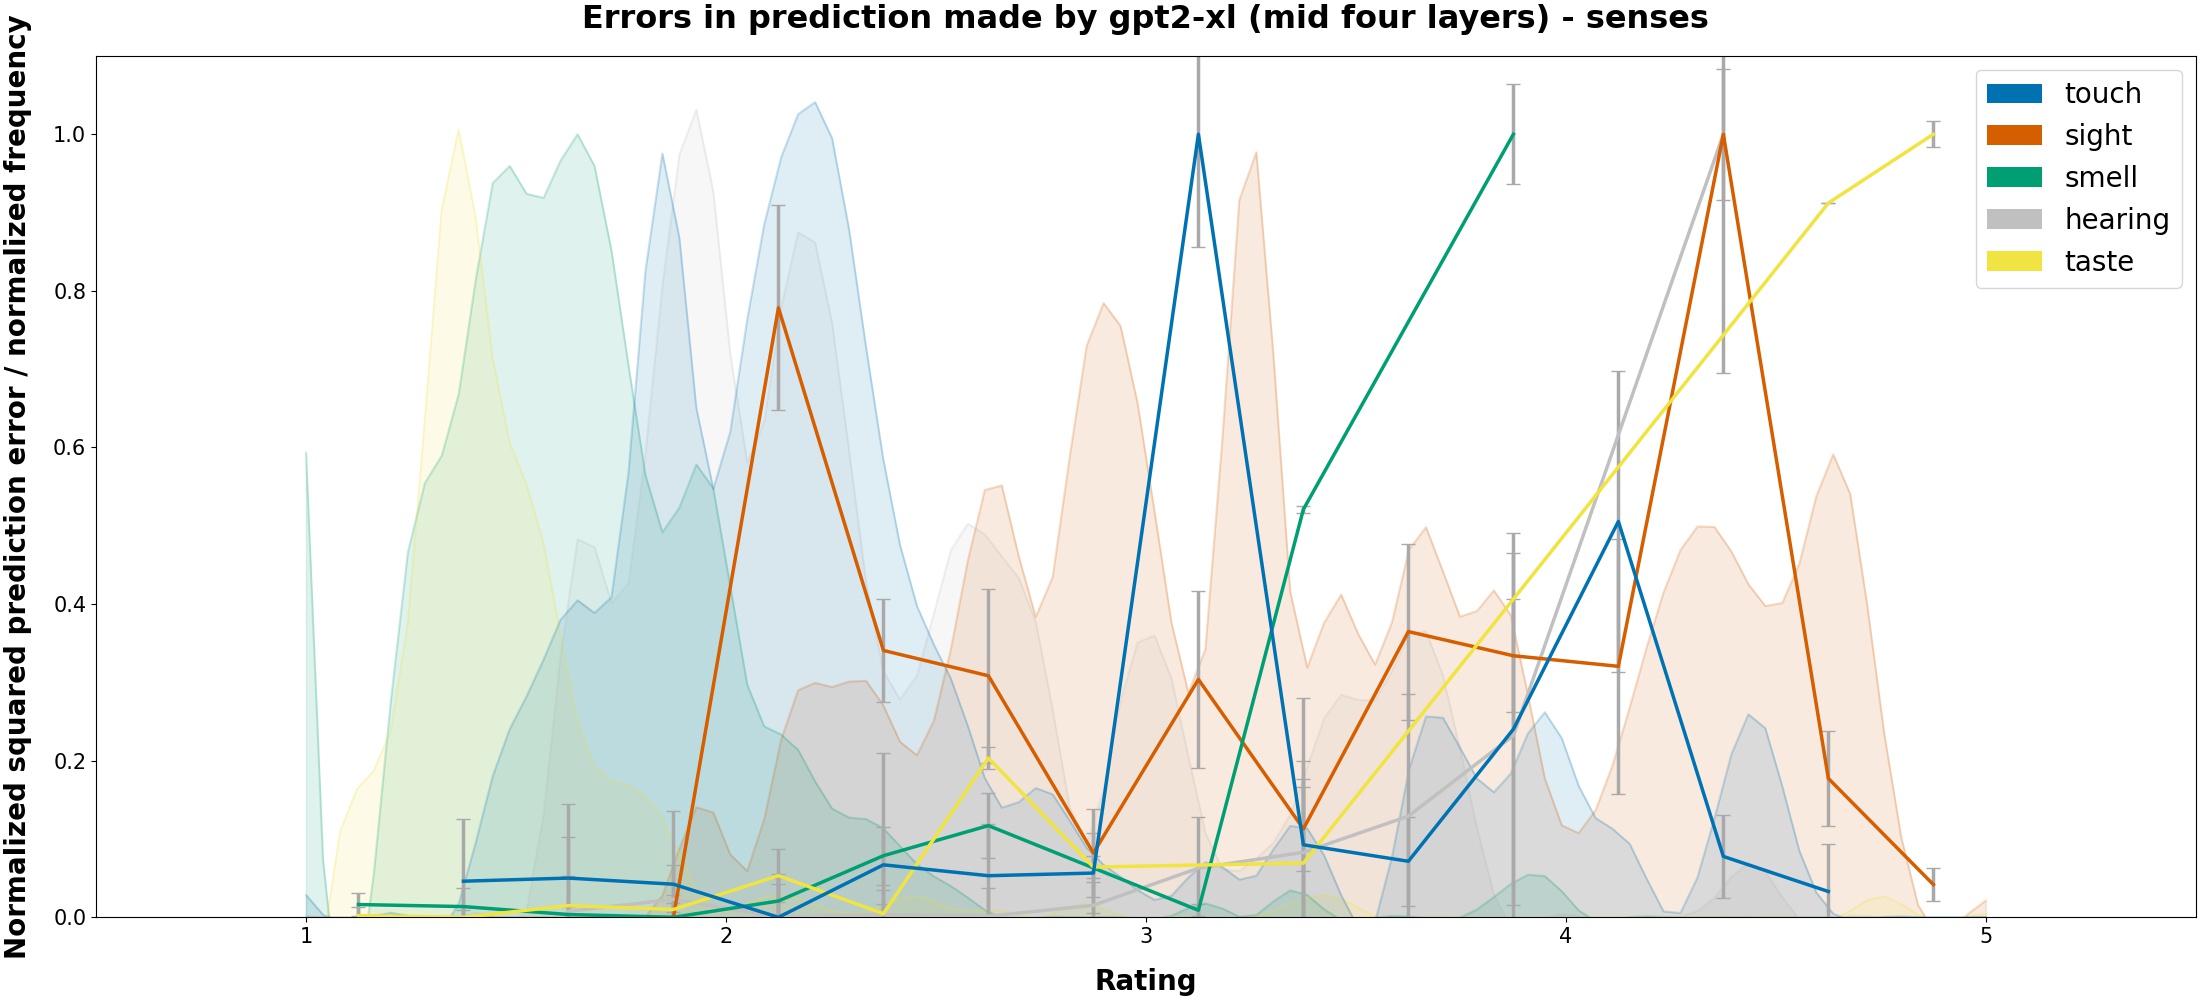 Errors in prediction made by gpt2-xl (mid four layers) - senses
Normalized squared prediction error / normalized frequency
1.0
0.8
0.6
0.4
0.2
0.0
1
2
3
4
5
Rating
touch
sight
smell
hearing
taste